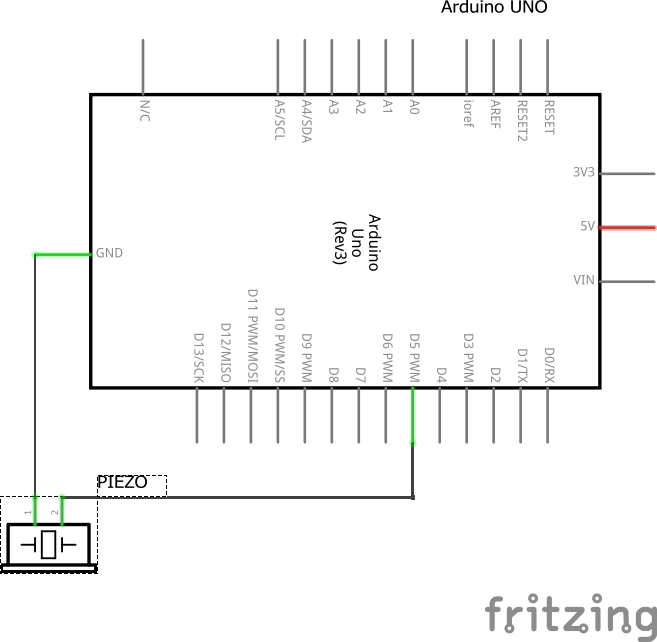 Arduino UNO
N/C
A5/SCL
A4/SDA
A3
A2
A1
A0
ioref
AREF
RESET2
RESET
3V3
5V
VIN
GND
Arduino
Uno
(Rev3)
D13/SCK
D12/MISO
D11 PWM/MOSI
D10 PWM/SS
D9 PWM
D8
D7
D6 PWM
D5 PWM
D4
D3 PWM
D2
D1/TX
D0/RX
PIEZO
1
2
fritzing